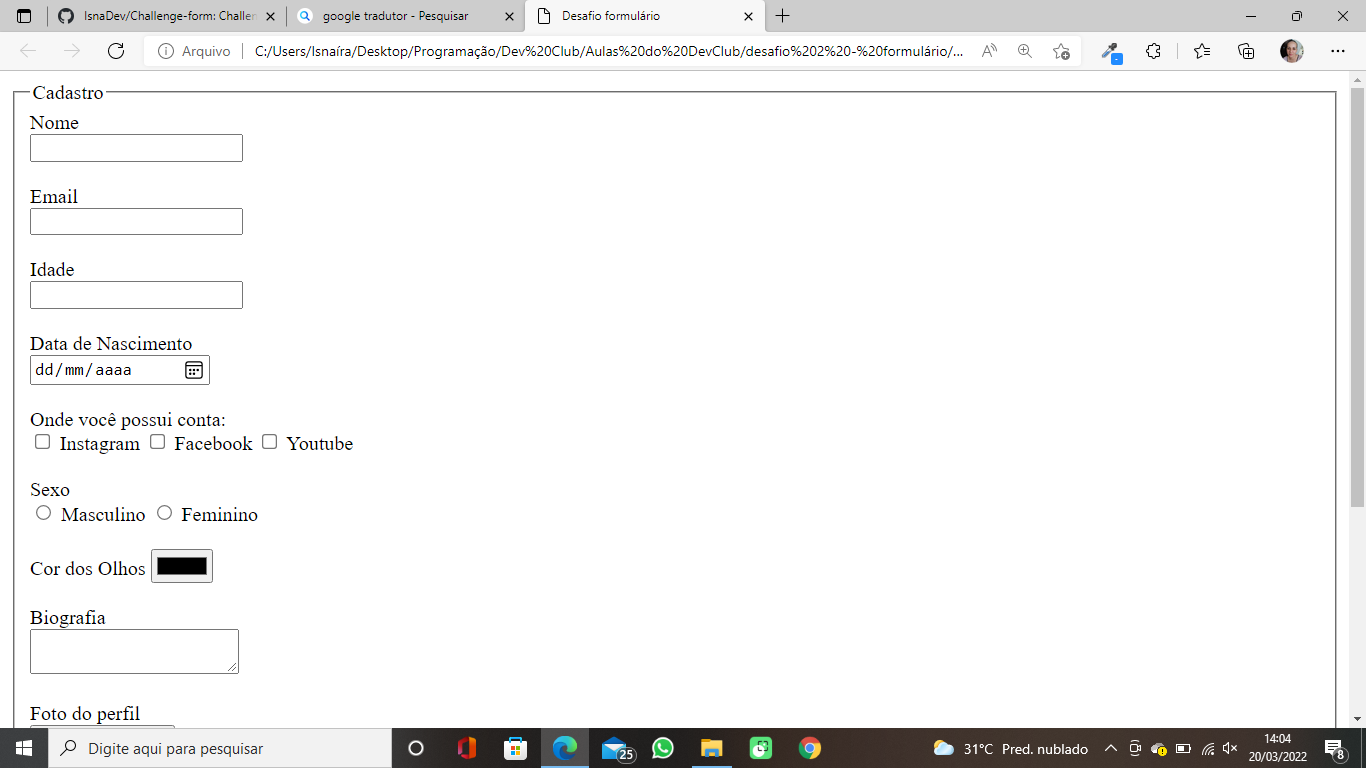 IsnaDev/Challenge-form: Challen
google tradutor - Pesquisar
Desafio formulário
Arquivo
C:/Users/Isnaíra/Desktop/Programação/Dev%20Club/Aulas%20do%20DevClub/desafio%202%20-%20formulário/...
Cadastro
Nome
Email
Idade
Data de Nascimento
dd/mm/aaaa
Onde você possui conta:
Instagram Facebook Youtube
Sexo
Masculino Feminino
Cor dos Olhos
Biografia
Foto do perfil
Digite aqui para pesquisar
25
31°C Pred. nublado
14:04
20/03/2022
8